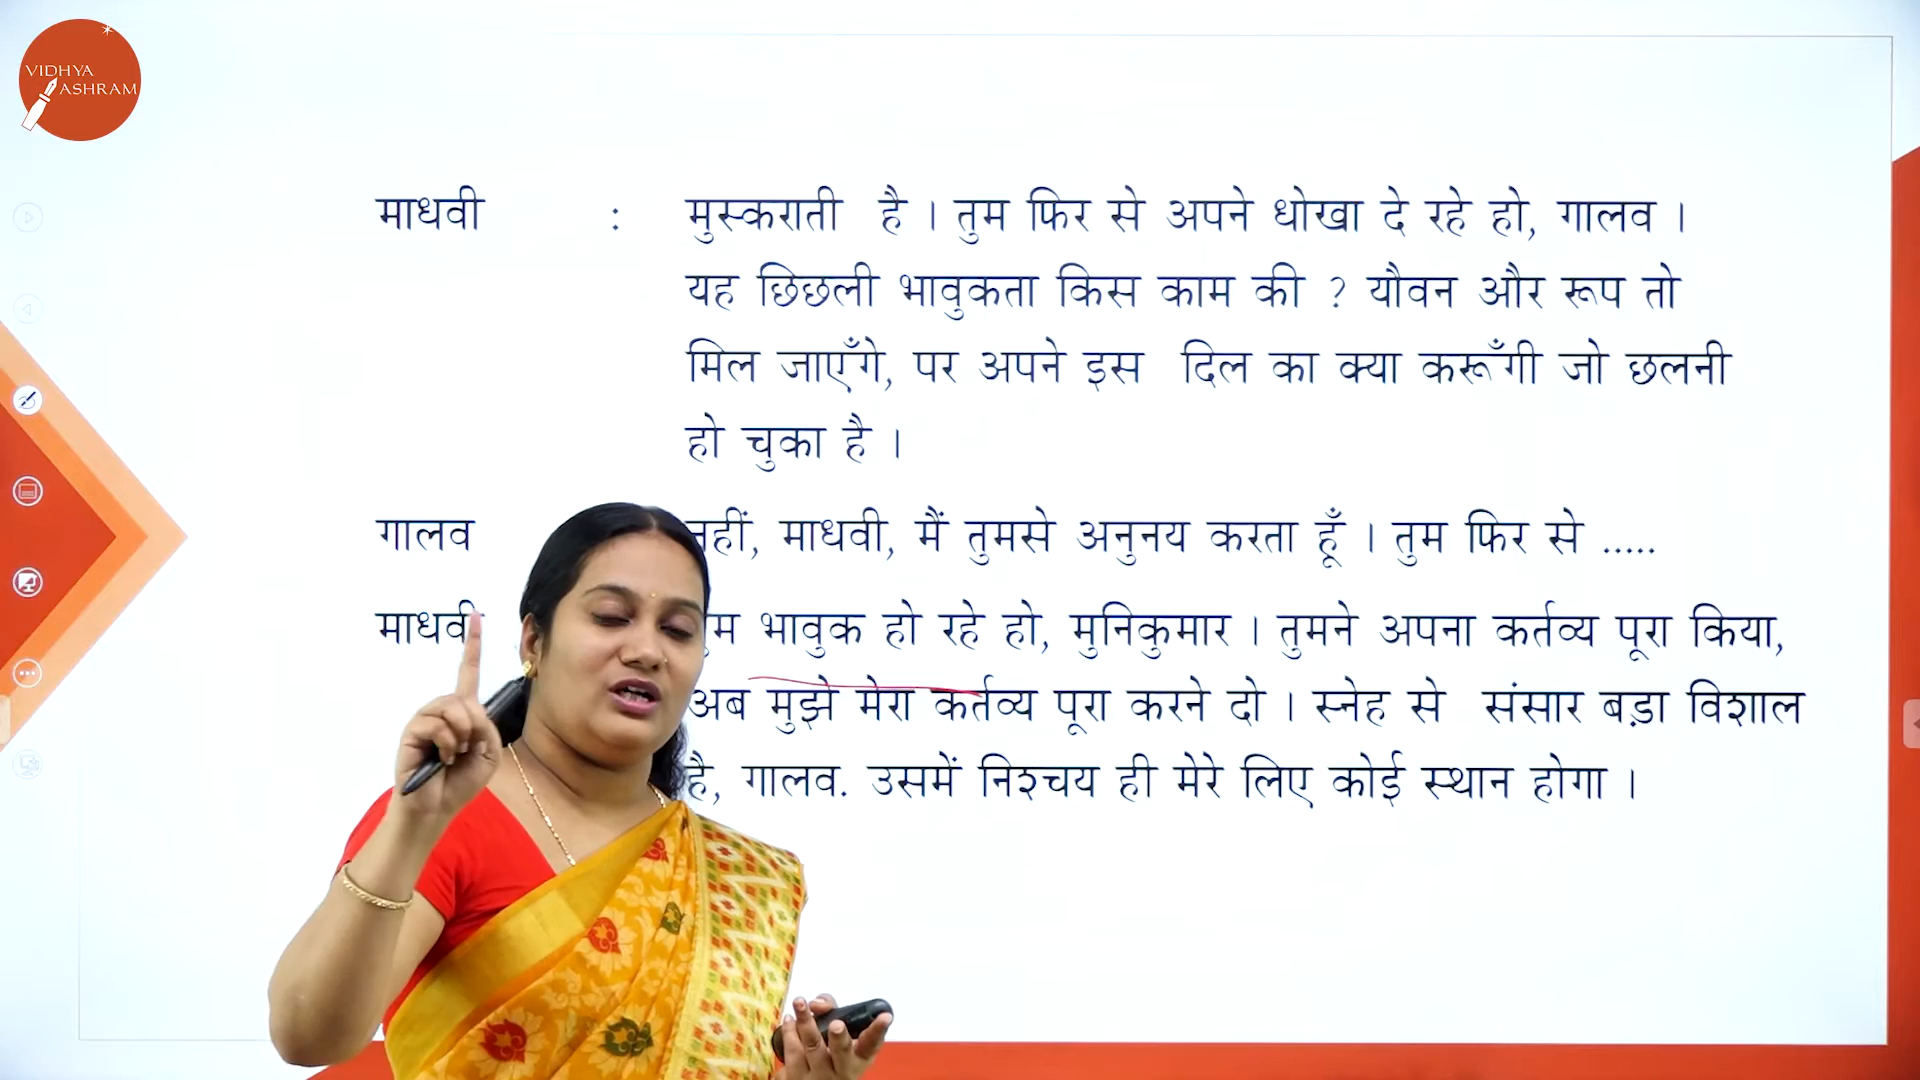 VIDHYA
ASHRAM
माधवी : मुस्कराती है । तुम फिर से अपने धोखा दे रहे हो, गालव ।
यह छिछली भावुकता किस काम की ? यौवन और रूप तो
मिल जाएँगे, पर अपने इस दिल का क्या करूँगी जो छलनी
हो चुका है ।
गालव नहीं, माधवी, मैं तुमसे अनुनय करता हूँ । तुम फिर से .....
माधवी भावुक हो रहे हो, मुनिकुमार । तुमने अपना कर्तव्य पूरा किया,
अब मुझे मेरा कर्तव्य पूरा करने दो । स्नेह से संसार बड़ा विशाल
है, गालव. उसमें निश्चय ही मेरे लिए कोई स्थान होगा ।